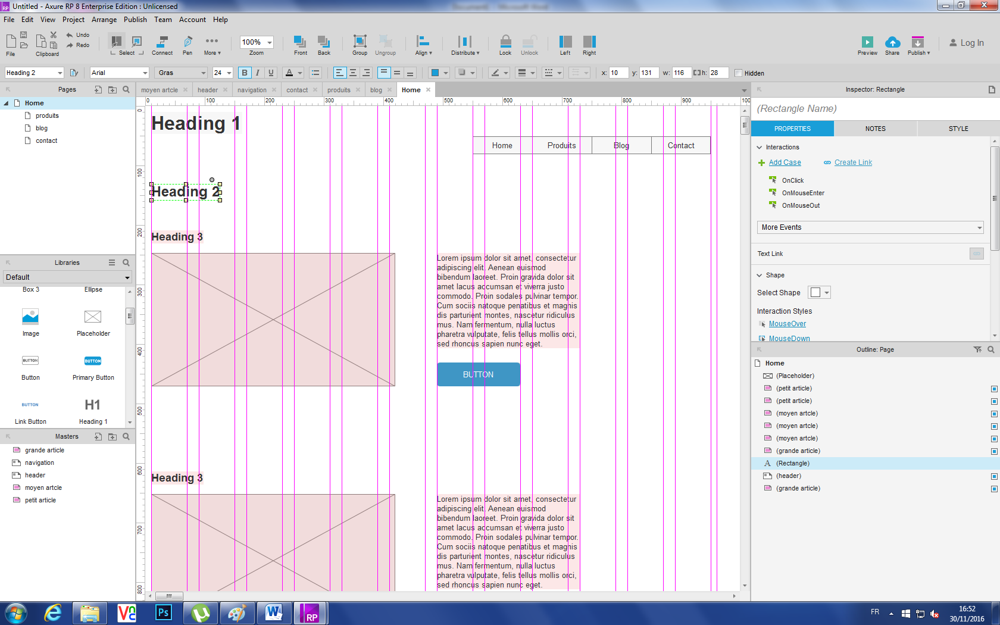 Untitled - Axure RP 8 Enterprise Edition : Unlicensed
File Edit View Project Arrange Publish Team Account Help
Undo
Redo
File Clipboard Select Connect Pen More 100% Zoom Front Back Group Ungroup Align Distribute Lock Unlock Left Right Preview Share Publish Log In
Heading 2 Arial Gras 24 B I U A x: 10 y: 131 w: 116 h: 28 Hidden
Pages
Home
produits
blog
contact
Libraries
Default
Box 3 Ellipse
Image Placeholder
BUTTON BUTTON
Button Primary Button
BUTTON H1
Link Button Heading 1
Masters
grande article
navigation
header
moyen artcle
petit article
moyen artcle header navigation contact produits blog Home
0 100 200 300 400 500 600 700 800 900 100
0
100
200
300
400
500
600
700
800
Heading 1
Home Produits Blog Contact
Heading 2
Heading 3
Lorem ipsum dolor sit amet, consectetur
adipiscing elit. Aenean euismod
bibendum laoreet. Proin gravida dolor sit
amet lacus accumsan et viverra justo
commodo. Proin sodales pulvinar tempor.
Cum sociis natoque penatibus et magnis
dis parturient montes, nascetur ridiculus
mus. Nam fermentum, nulla luctus
pharetra vulputate, felis tellus mollis orci,
sed rhoncus sapien nunc eget.
BUTTON
Heading 3
Lorem ipsum dolor sit amet, consectetur
adipiscing elit. Aenean euismod
bibendum laoreet. Proin gravida dolor sit
amet lacus accumsan et viverra justo
commodo. Proin sodales pulvinar tempor.
Cum sociis natoque penatibus et magnis
dis parturient montes, nascetur ridiculus
mus. Nam fermentum, nulla luctus
pharetra vulputate, felis tellus mollis orci,
sed rhoncus sapien nunc eget.
Inspector: Rectangle
(Rectangle Name)
PROPERTIES NOTES STYLE
Interactions
Add Case Create Link
OnClick
OnMouseEnter
OnMouseOut
More Events
Text Link
Shape
Select Shape
Interaction Styles
MouseOver
MouseDown
Outline: Page
Home
(Placeholder)
(petit article)
(petit article)
(moyen artcle)
(moyen artcle)
(moyen artcle)
(grande article)
A (Rectangle)
(header)
(grande article)
Ps
W
RP
FR
16:52
30/11/2016